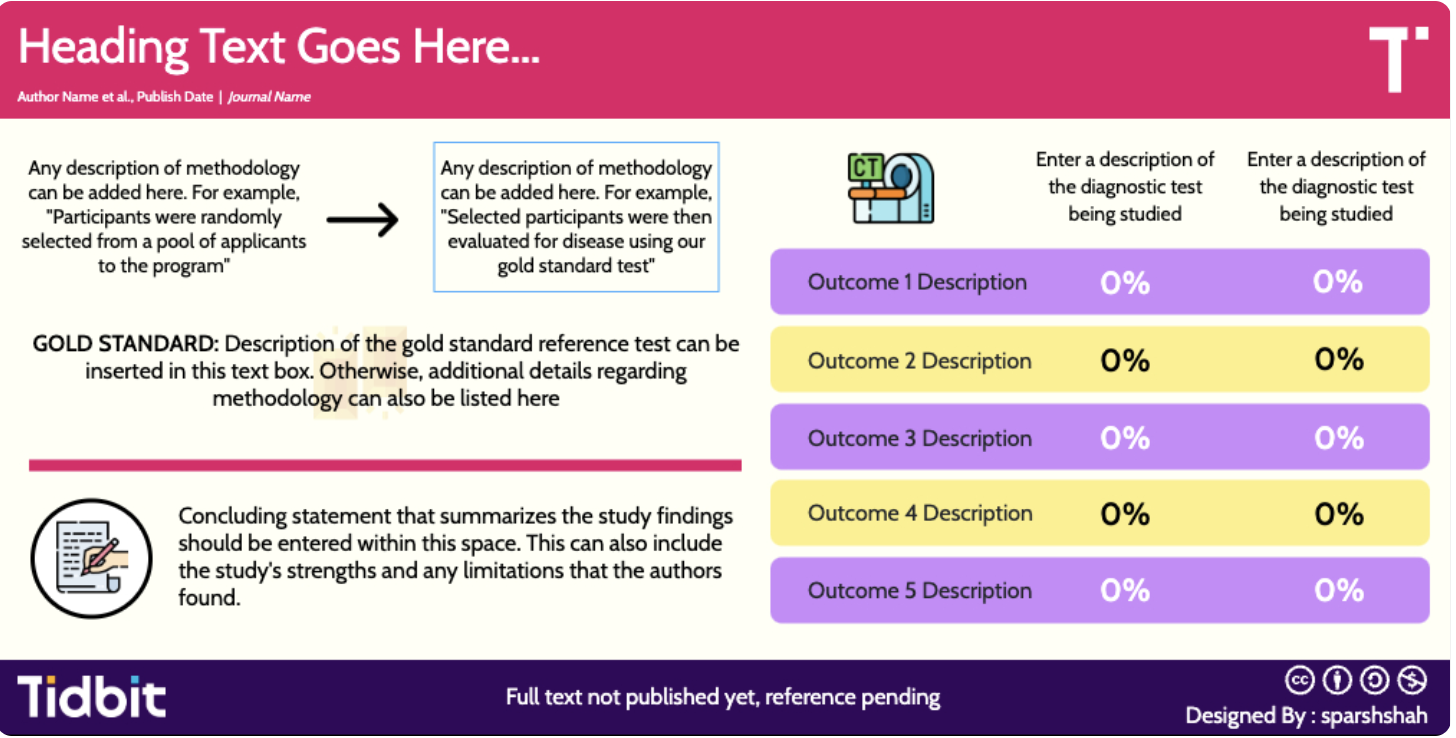 Heading Text Goes Here...
Author Name et al., Publish Date | Journal Name
T
Any description of methodology
can be added here. For example,
"Participants were randomly
selected from a pool of applicants
to the program"
Any description of methodology
can be added here. For example,
"Selected participants were then
evaluated for disease using our
gold standard test"
GOLD STANDARD: Description of the gold standard reference test can be
inserted in this text box. Otherwise, additional details regarding
methodology can also be listed here
Concluding statement that summarizes the study findings
should be entered within this space. This can also include
the study's strengths and any limitations that the authors
found.
CT
Enter a description of
the diagnostic test
being studied
Enter a description of
the diagnostic test
being studied
Outcome 1 Description 0% 0%
Outcome 2 Description 0% 0%
Outcome 3 Description 0% 0%
Outcome 4 Description 0% 0%
Outcome 5 Description 0% 0%
Tidbit
Full text not published yet, reference pending
cc
Designed By : sparshshah